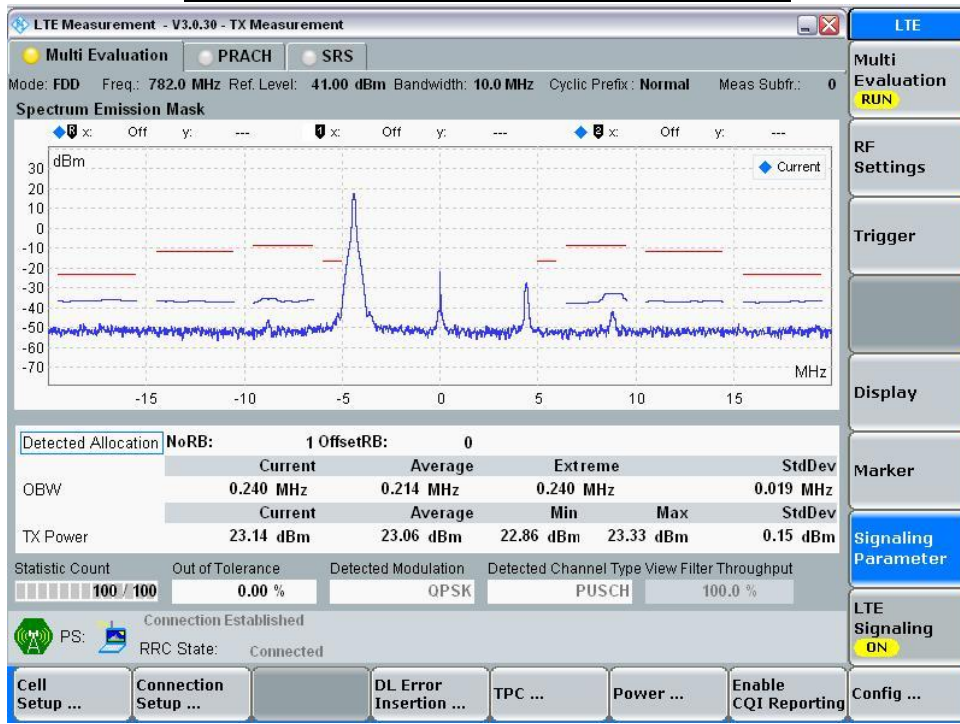 LTE Measurement - V3.0.30 - TX Measurement
LTE
Multi Evaluation PRACH SRS
Mode: FDD Freq.: 782.0 MHz Ref. Level: 41.00 dBm Bandwidth: 10.0 MHz Cyclic Prefix : Normal Meas Subfr.: 0
Spectrum Emission Mask
R x: Off y: --- 1 x: Off y: --- 2 x: Off y: ---
dBm
Current
30
20
10
0
-10
-20
-30
-40
-50
-60
-70
MHz
-15 -10 -5 0 5 10 15
Detected Allocation NoRB: 1 OffsetRB: 0
Current Average Extreme StdDev
OBW 0.240 MHz 0.214 MHz 0.240 MHz 0.019 MHz
Current Average Min Max StdDev
TX Power 23.14 dBm 23.06 dBm 22.86 dBm 23.33 dBm 0.15 dBm
Statistic Count Out of Tolerance Detected Modulation Detected Channel Type View Filter Throughput
100 / 100 0.00 % QPSK PUSCH 100.0 %
PS: Connection Established
RRC State: Connected
Multi
Evaluation
RUN
RF
Settings
Trigger
Display
Marker
Signaling
Parameter
LTE
Signaling
ON
Cell
Setup ...
Connection
Setup ...
DL Error
Insertion ...
TPC ...
Power ...
Enable
CQI Reporting
Config ...